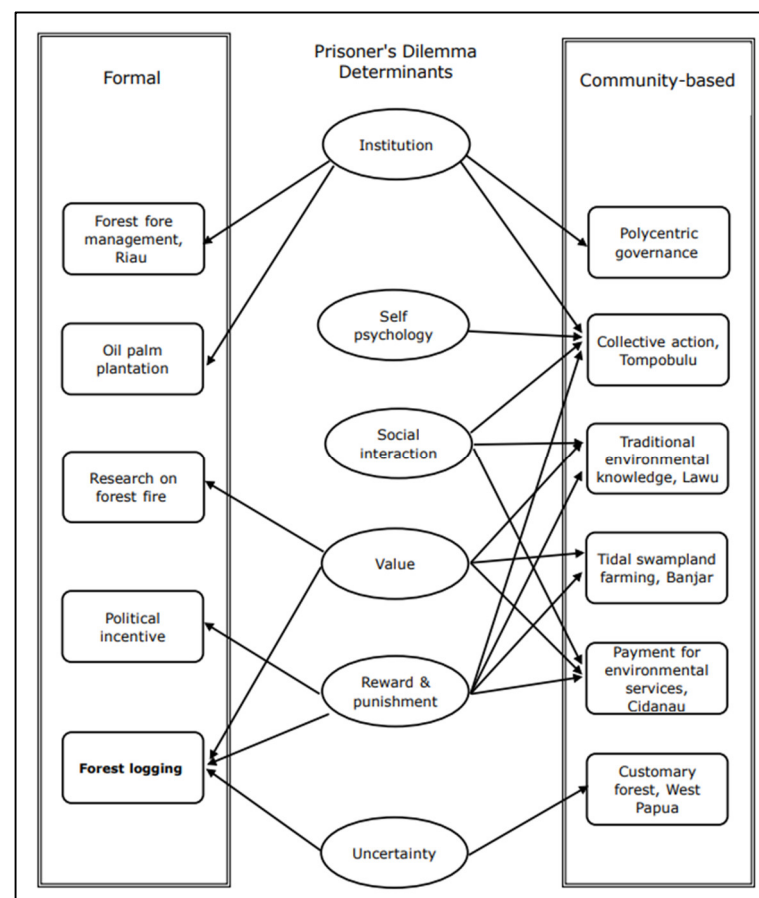 Formal
Forest fore
management,
Riau
Oil palm
plantation
Research on
forest fire
Political
incentive
Forest logging
Prisoner's Dilemma
Determinants
Institution
Self
psychology
Social
interaction
Value
Reward &
punishment
Uncertainty
Community-based
Polycentric
governance
Collective action,
Tompobulu
Traditional
environmental
knowledge, Lawu
Tidal swampland
farming, Banjar
Payment for
environmental
services,
Cidanau
Customary
forest, West
Papua